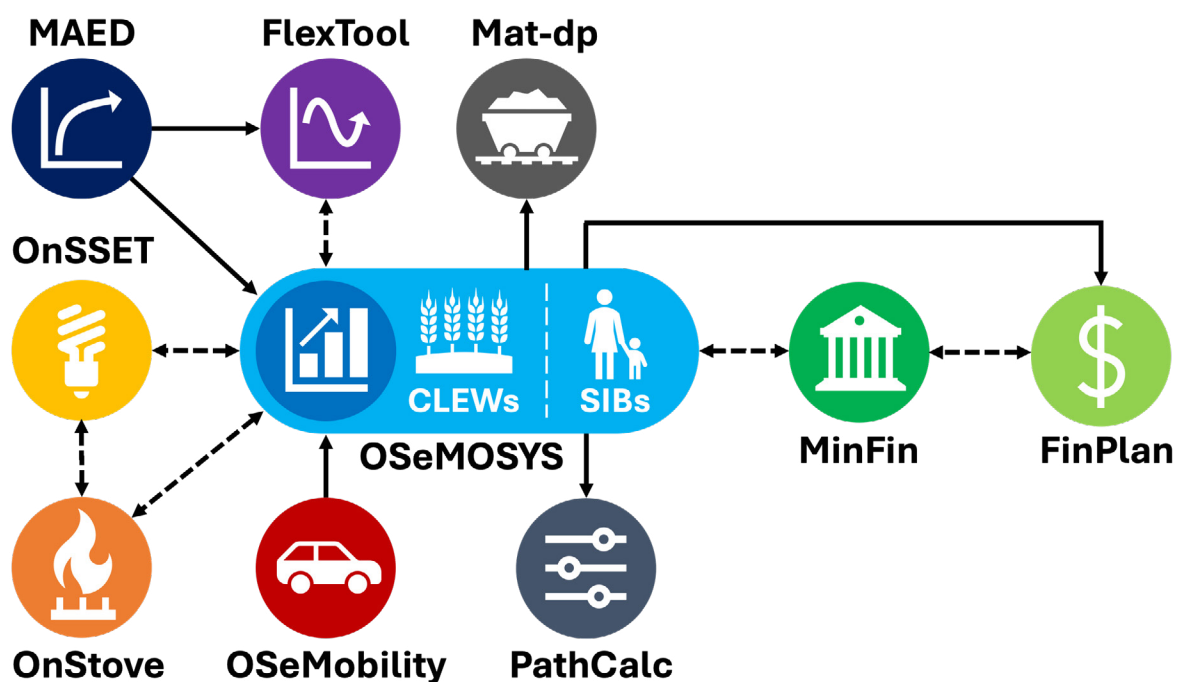 MAED
FlexTool
Mat-dp
OnSSET
CLEWs
SIBs
OSeMOSYS
MinFin
FinPlan
OnStove
OSeMobility
PathCalc